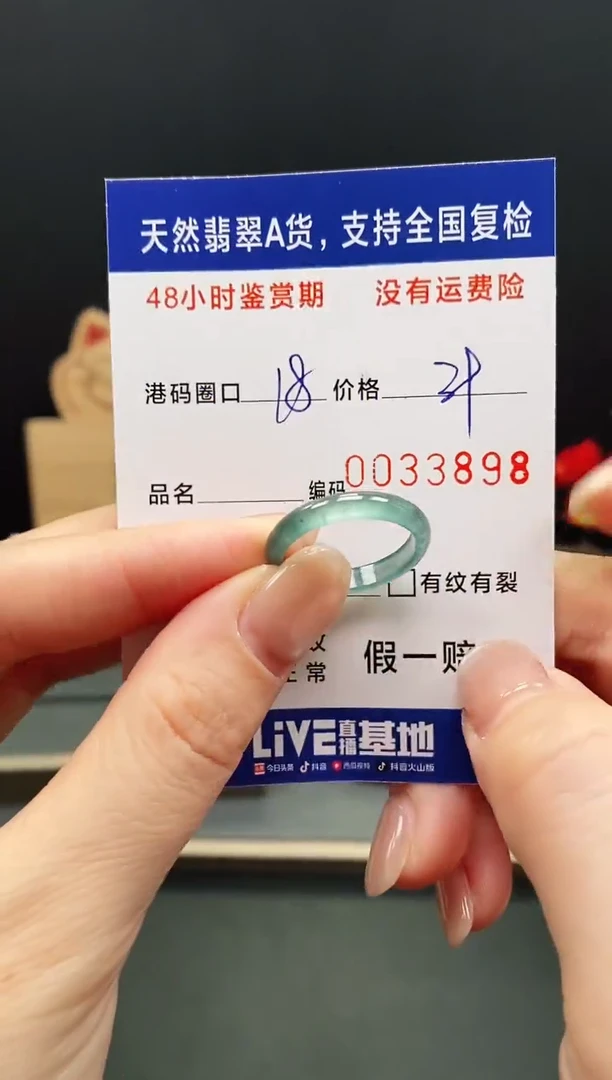 天然翡翠A货，支持全国复检
48小时鉴赏期 没有运费险
港码圈口 18 价格
品名 编码 0033898
有纹有裂
假一赔
LiVE直播基地
今日头条 抖音 西瓜视频 抖音火山版